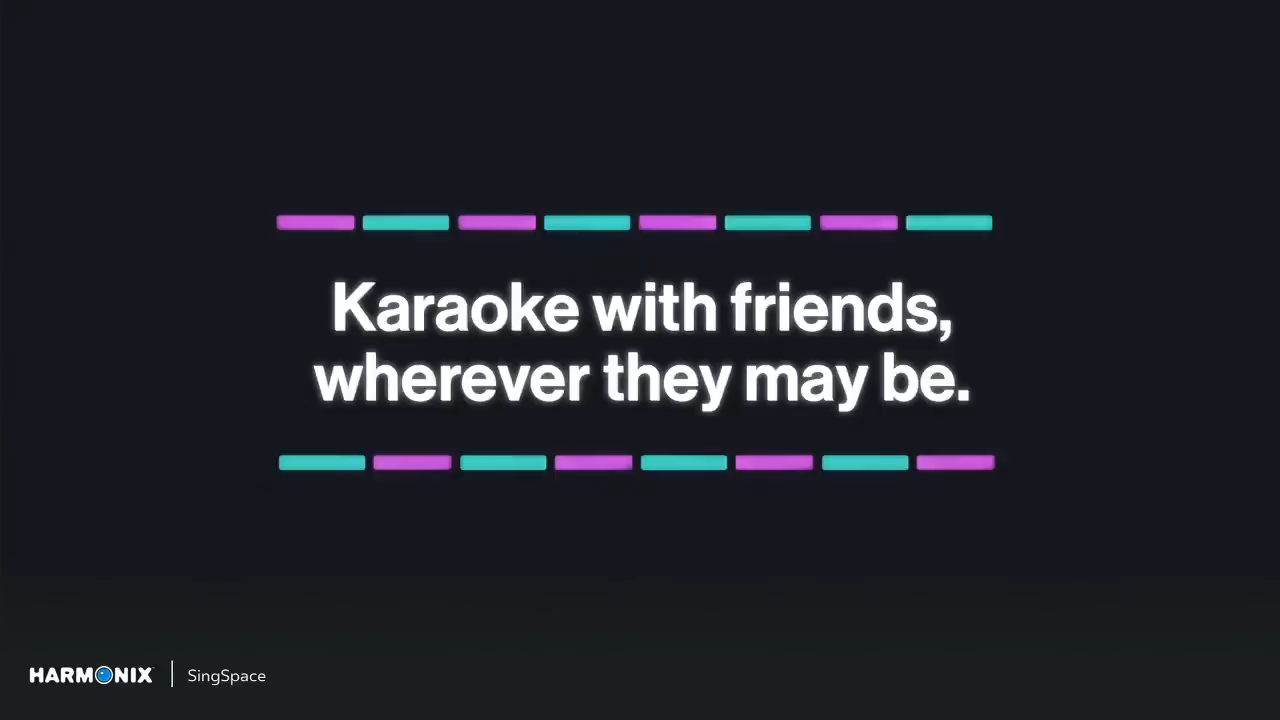 Karaoke with friends,
wherever they may be.
HARMONIX | SingSpace